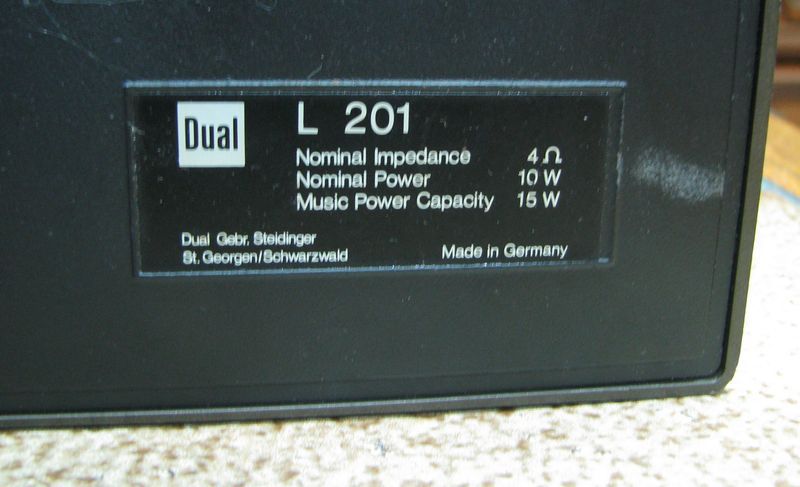 Dual
L 201
Nominal Impedance 4 Ω
Nominal Power 10 W
Music Power Capacity 15 W
Dual Gebr. Steidinger
St. Georgen/Schwarzwald
Made in Germany